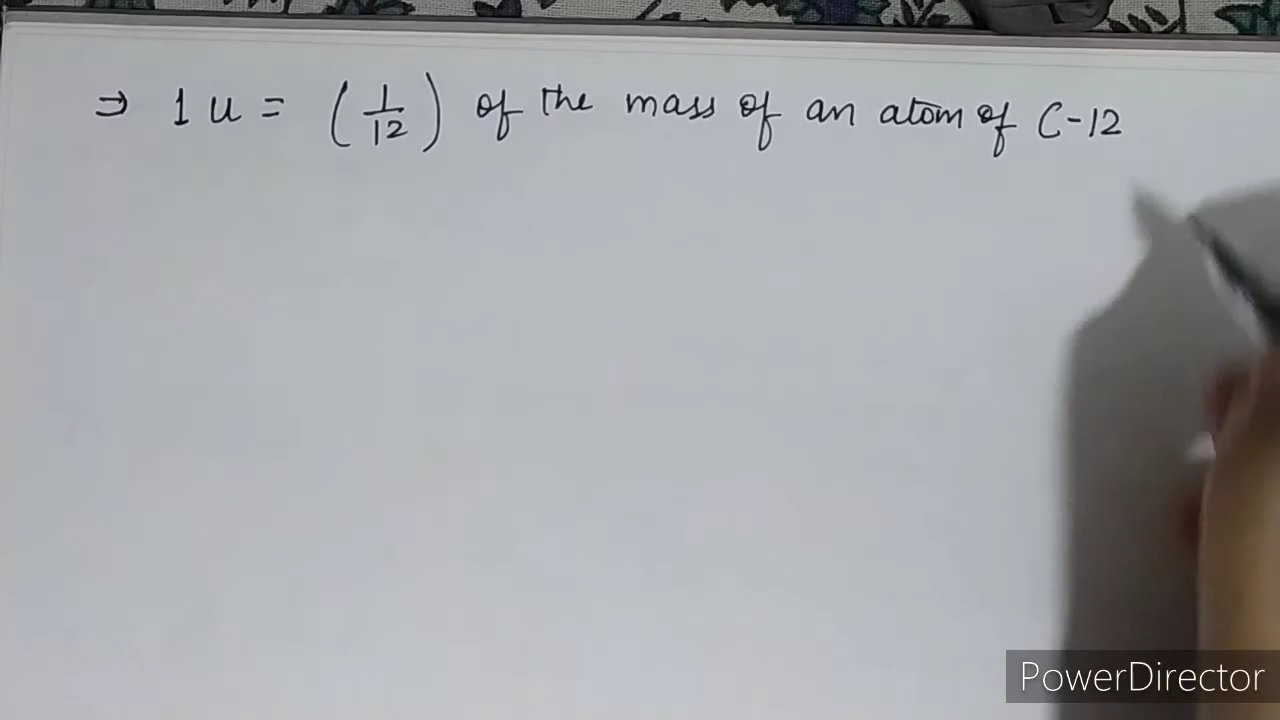 ⇒ 1 u = (1/12) of the mass of an atom of C-12
PowerDirector